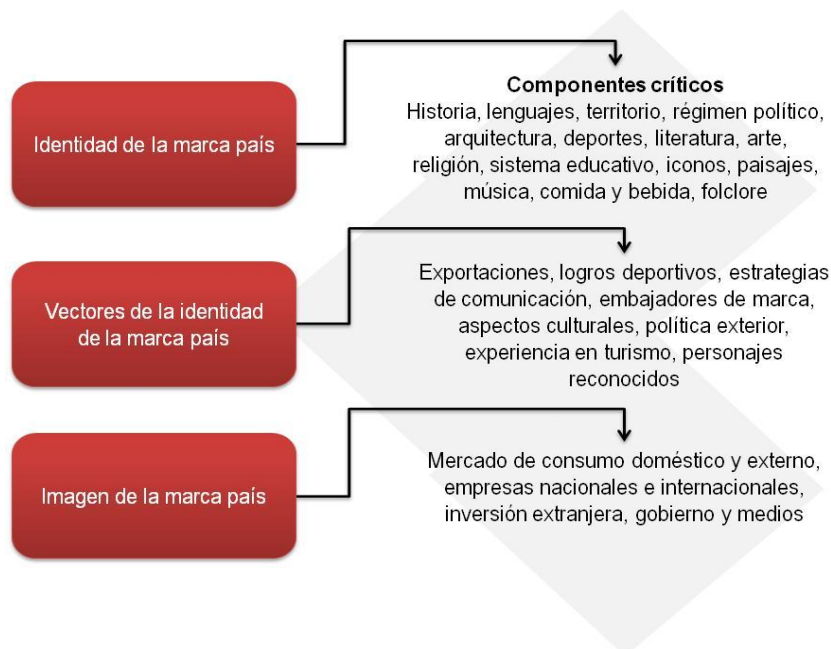 Identidad de la marca país
Componentes críticos
Historia, lenguajes, territorio, régimen político,
arquitectura, deportes, literatura, arte,
religión, sistema educativo, iconos, paisajes,
música, comida y bebida, folclore
Vectores de la identidad
de la marca país
Exportaciones, logros deportivos, estrategias
de comunicación, embajadores de marca,
aspectos culturales, política exterior,
experiencia en turismo, personajes
reconocidos
Imagen de la marca país
Mercado de consumo doméstico y externo,
empresas nacionales e internacionales,
inversión extranjera, gobierno y medios